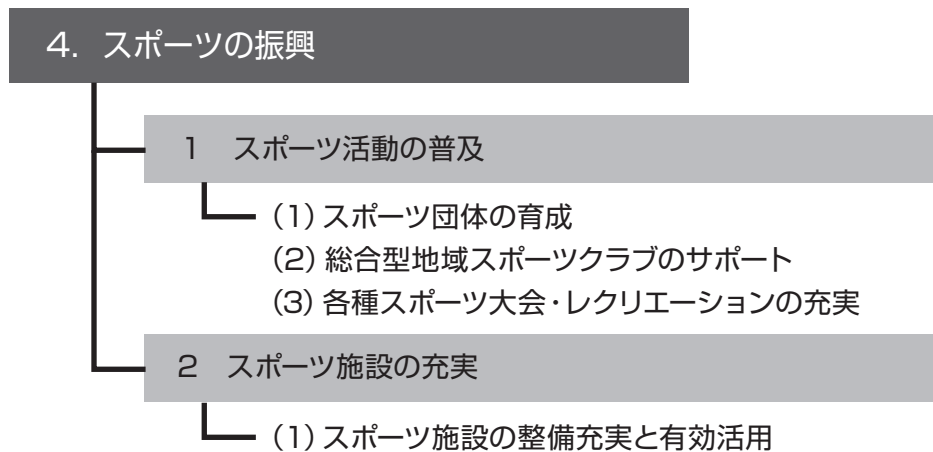 4．スポーツの振興
1　スポーツ活動の普及
（1）スポーツ団体の育成
（2）総合型地域スポーツクラブのサポート
（3）各種スポーツ大会・レクリエーションの充実
2　スポーツ施設の充実
（1）スポーツ施設の整備充実と有効活用